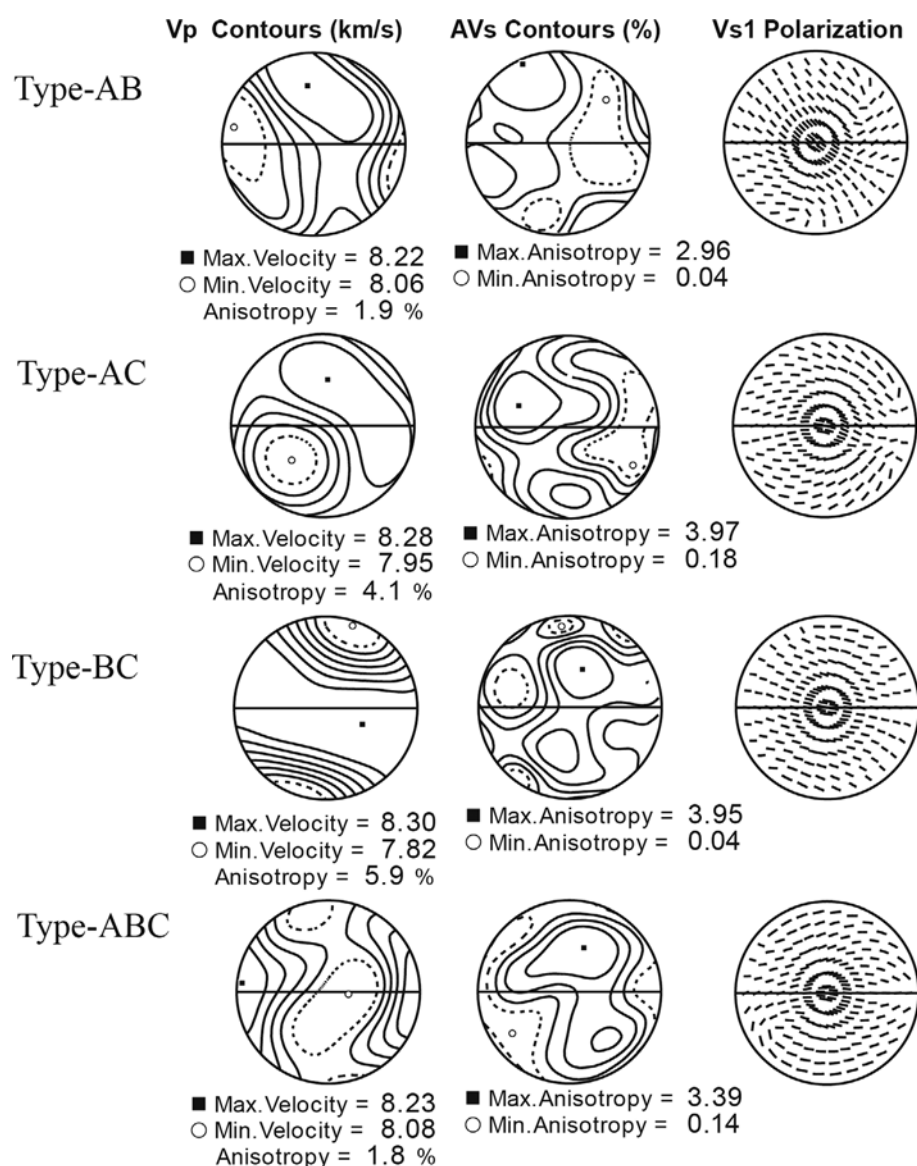 Vp Contours (km/s) AVs Contours (%) Vs1 Polarization
Type-AB
■ Max.Velocity = 8.22 ■ Max.Anisotropy = 2.96
○ Min.Velocity = 8.06 ○ Min.Anisotropy = 0.04
Anisotropy = 1.9 %
Type-AC
■ Max.Velocity = 8.28 ■ Max.Anisotropy = 3.97
○ Min.Velocity = 7.95 ○ Min.Anisotropy = 0.18
Anisotropy = 4.1 %
Type-BC
■ Max.Velocity = 8.30 ■ Max.Anisotropy = 3.95
○ Min.Velocity = 7.82 ○ Min.Anisotropy = 0.04
Anisotropy = 5.9 %
Type-ABC
■ Max.Velocity = 8.23 ■ Max.Anisotropy = 3.39
○ Min.Velocity = 8.08 ○ Min.Anisotropy = 0.14
Anisotropy = 1.8 %